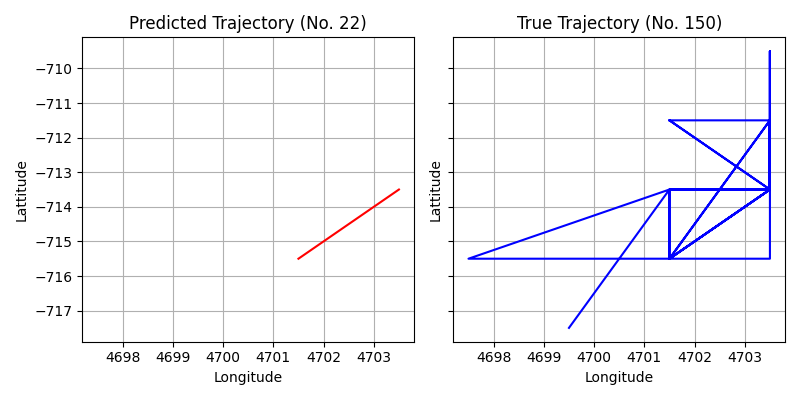 Predicted Trajectory (No. 22)
True Trajectory (No. 150)
−710
−711
−712
−713
−714
−715
−716
−717
Lattitude
Lattitude
4698 4699 4700 4701 4702 4703
4698 4699 4700 4701 4702 4703
Longitude
Longitude